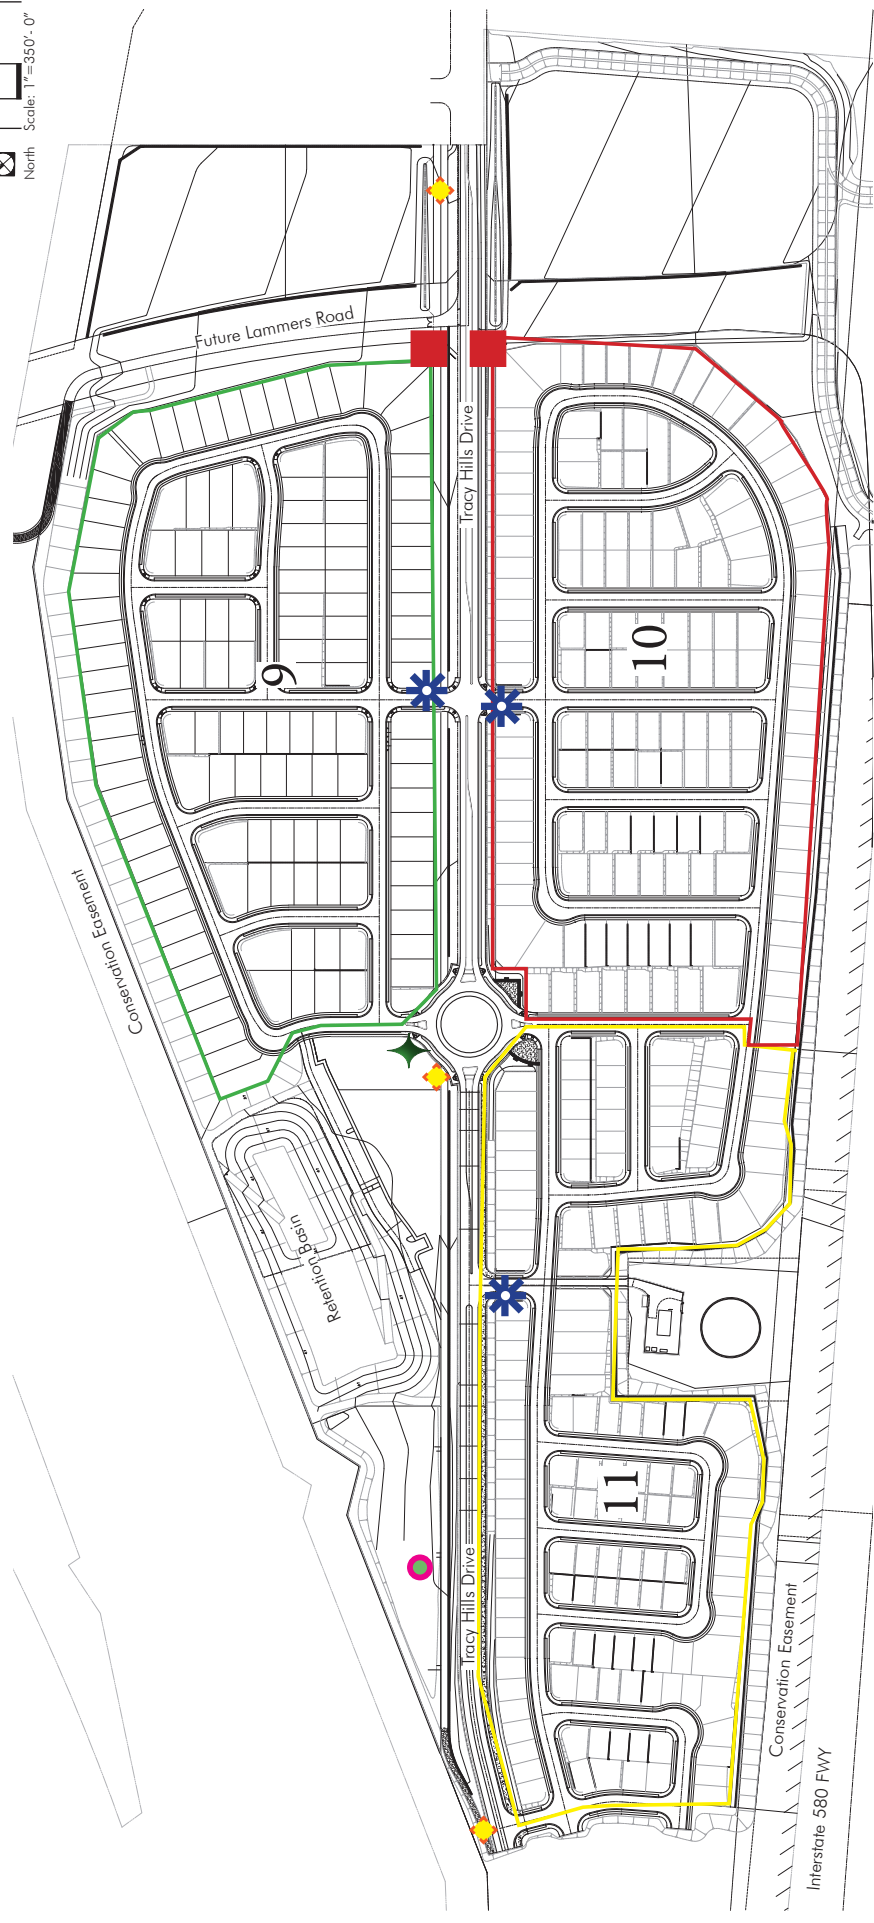 North Scale: 1"=350'- 0"
Future Lammers Road
Tracy Hills Drive
9
10
Conservation Easement
Retention Basin
11
Tracy Hills Drive
Conservation Easement
Interstate 580 FWY